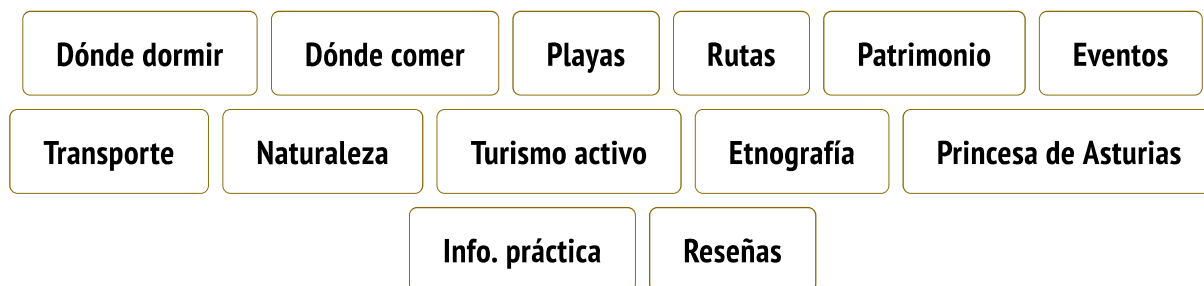 Dónde dormir Dónde comer Playas Rutas Patrimonio Eventos
Transporte Naturaleza Turismo activo Etnografía Princesa de Asturias
Info. práctica Reseñas